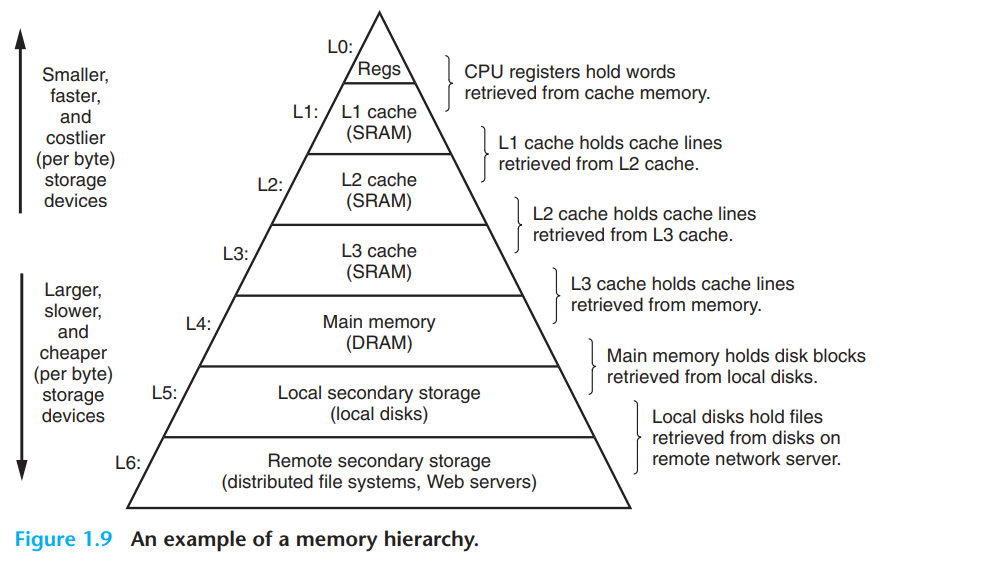 Smaller,
faster,
and
costlier
(per byte)
storage
devices
Larger,
slower,
and
cheaper
(per byte)
storage
devices
L0:
Regs
L1:
L1 cache
(SRAM)
L2:
L2 cache
(SRAM)
L3:
L3 cache
(SRAM)
L4:
Main memory
(DRAM)
L5:
Local secondary storage
(local disks)
L6:
Remote secondary storage
(distributed file systems, Web servers)
CPU registers hold words
retrieved from cache memory.
L1 cache holds cache lines
retrieved from L2 cache.
L2 cache holds cache lines
retrieved from L3 cache.
L3 cache holds cache lines
retrieved from memory.
Main memory holds disk blocks
retrieved from local disks.
Local disks hold files
retrieved from disks on
remote network server.
Figure 1.9 An example of a memory hierarchy.